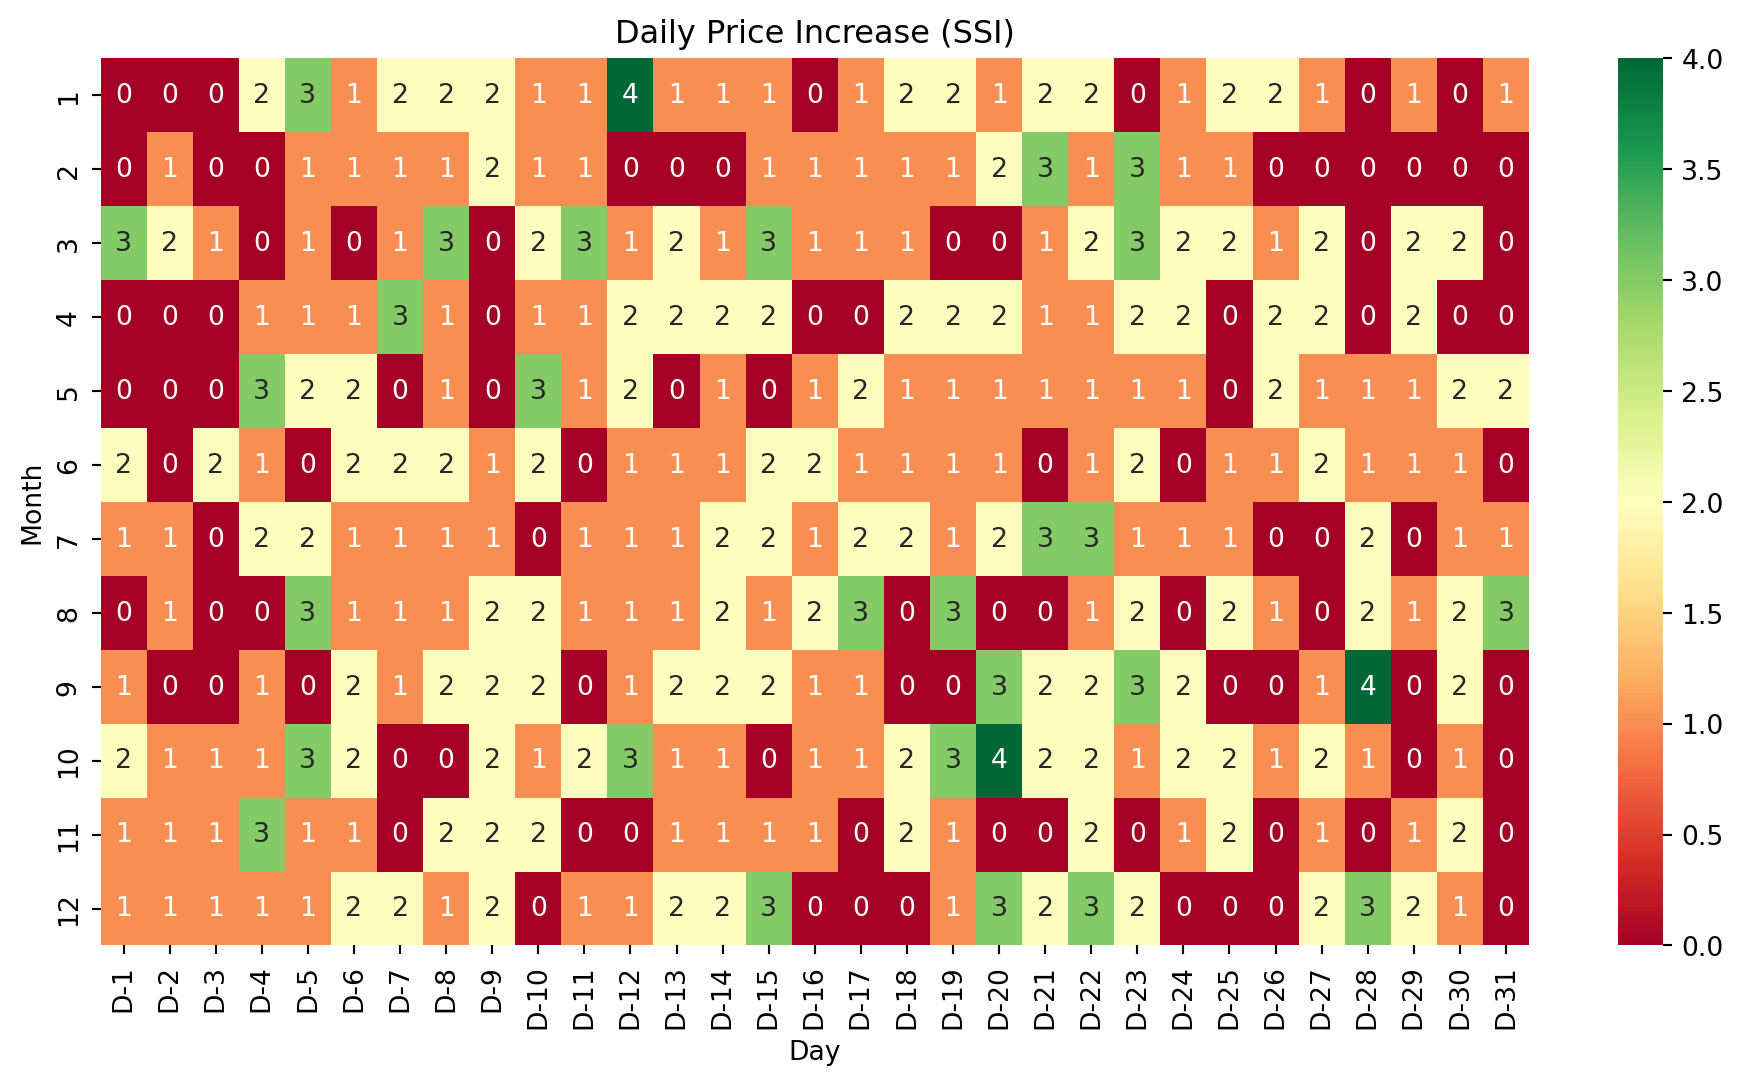 Daily Price Increase (SSI)
1 0 0 0 2 3 1 2 2 2 1 1 4 1 1 1 0 1 2 2 1 2 2 0 1 2 2 1 0 1 0 1
2 0 1 0 0 1 1 1 1 2 1 1 0 0 0 1 1 1 1 1 2 3 1 3 1 1 0 0 0 0 0 0
3 3 2 1 0 1 0 1 3 0 2 3 1 2 1 3 1 1 1 0 0 1 2 3 2 2 1 2 0 2 2 0
4 0 0 0 1 1 1 3 1 0 1 1 2 2 2 2 0 0 2 2 2 1 1 2 2 0 2 2 0 2 0 0
5 0 0 0 3 2 2 0 1 0 3 1 2 0 1 0 1 2 1 1 1 1 1 1 1 0 2 1 1 1 2 2
6 2 0 2 1 0 2 2 2 1 2 0 1 1 1 2 2 1 1 1 1 0 1 2 0 1 1 2 1 1 1 0
7 1 1 0 2 2 1 1 1 1 0 1 1 1 2 2 1 2 2 1 2 3 3 1 1 1 0 0 2 0 1 1
8 0 1 0 0 3 1 1 1 2 2 1 1 1 2 1 2 3 0 3 0 0 1 2 0 2 1 0 2 1 2 3
9 1 0 0 1 0 2 1 2 2 2 0 1 2 2 2 1 1 0 0 3 2 2 3 2 0 0 1 4 0 2 0
10 2 1 1 1 3 2 0 0 2 1 2 3 1 1 0 1 1 2 3 4 2 2 1 2 2 1 2 1 0 1 0
11 1 1 1 3 1 1 0 2 2 2 0 0 1 1 1 1 0 2 1 0 0 2 0 1 2 0 1 0 1 2 0
12 1 1 1 1 1 2 2 1 2 0 1 1 2 2 3 0 0 0 1 3 2 3 2 0 0 0 2 3 2 1 0
Month
D-1 D-2 D-3 D-4 D-5 D-6 D-7 D-8 D-9 D-10 D-11 D-12 D-13 D-14 D-15 D-16 D-17 D-18 D-19 D-20 D-21 D-22 D-23 D-24 D-25 D-26 D-27 D-28 D-29 D-30 D-31
Day
4.0
3.5
3.0
2.5
2.0
1.5
1.0
0.5
0.0